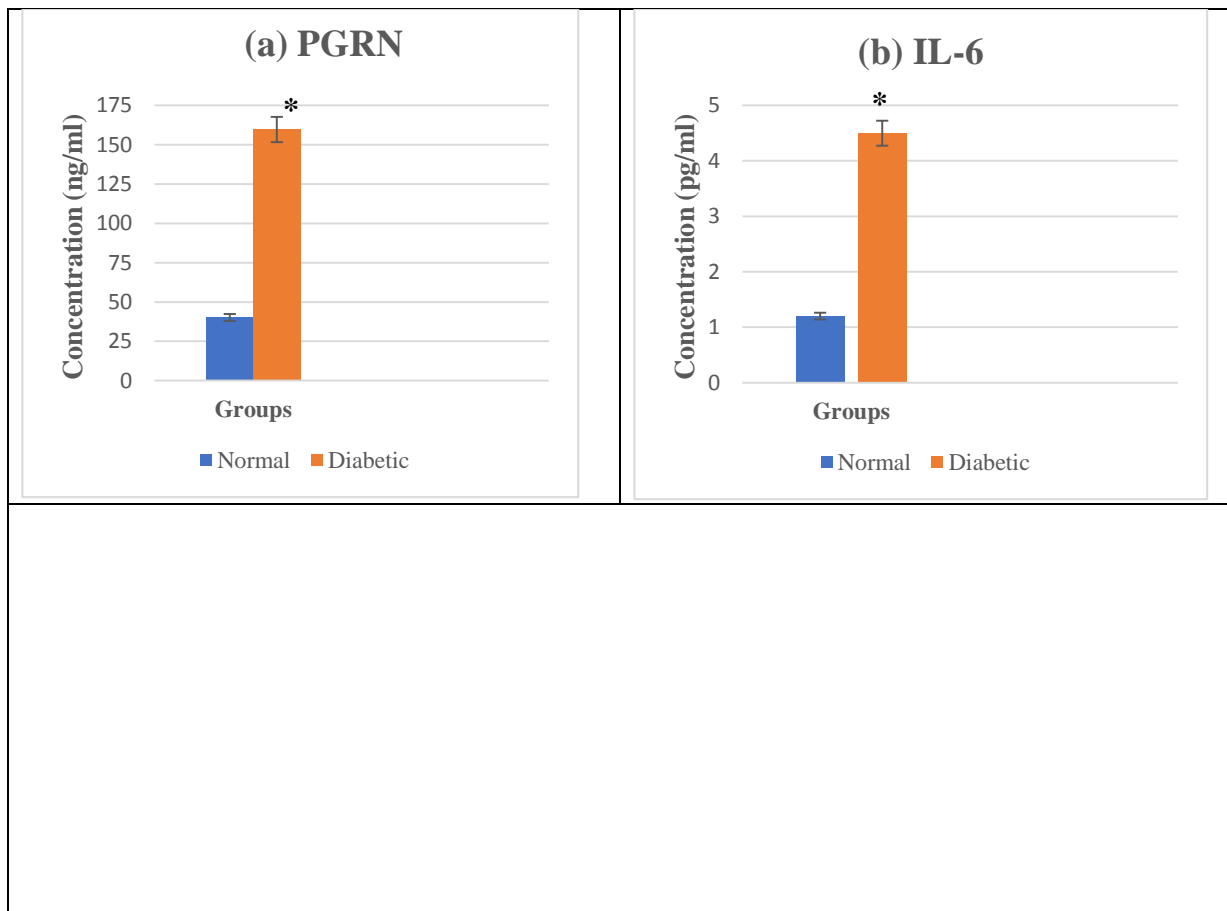 (a) PGRN
Concentration (ng/ml)
175
150
125
100
75
50
25
0
*
Groups
Normal Diabetic
(b) IL-6
Concentration (pg/ml)
5
4
3
2
1
0
*
Groups
Normal Diabetic